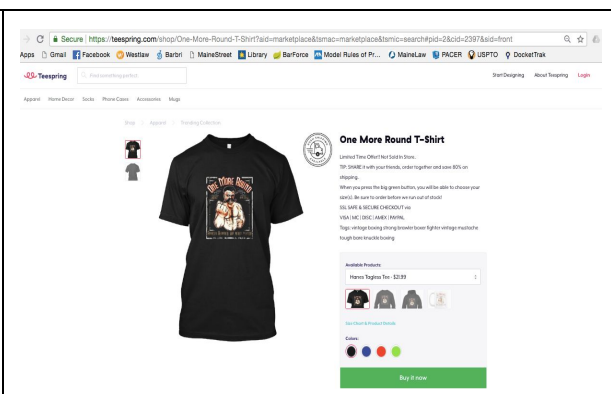 Secure | https://teespring.com/shop/One-More-Round-T-Shirt?aid=marketplace&tsmac=marketplace&tsmic=search#pid=2&cid=2397&sid=front
Apps Gmail Facebook Westlaw Barbri MaineStreet Library BarForce Model Rules of Pr... MaineLaw PACER USPTO DocketTrak
Teespring
Find something perfect
Start Designing About Teespring Login
Apparel Home Decor Socks Phone Cases Accessories Mugs
Shop Apparel Trending Collection
ONE MORE ROUND
One More Round T-Shirt
Limited Time Offer!! Not Sold In Store.
TIP: SHARE it with your friends, order together and save 80% on
shipping.
When you press the big green button, you will be able to choose your
size(s). Be sure to order before we run out of stock!
SSL SAFE & SECURE CHECKOUT via
VISA | MC | DISC | AMEX | PAYPAL
Tags: vintage boxing strong brawler boxer fighter vintage mustache
tough bare knuckle boxing
Available Products:
Hanes Tagless Tee - $21.99
Size Chart & Product Details
Colors:
Buy it now